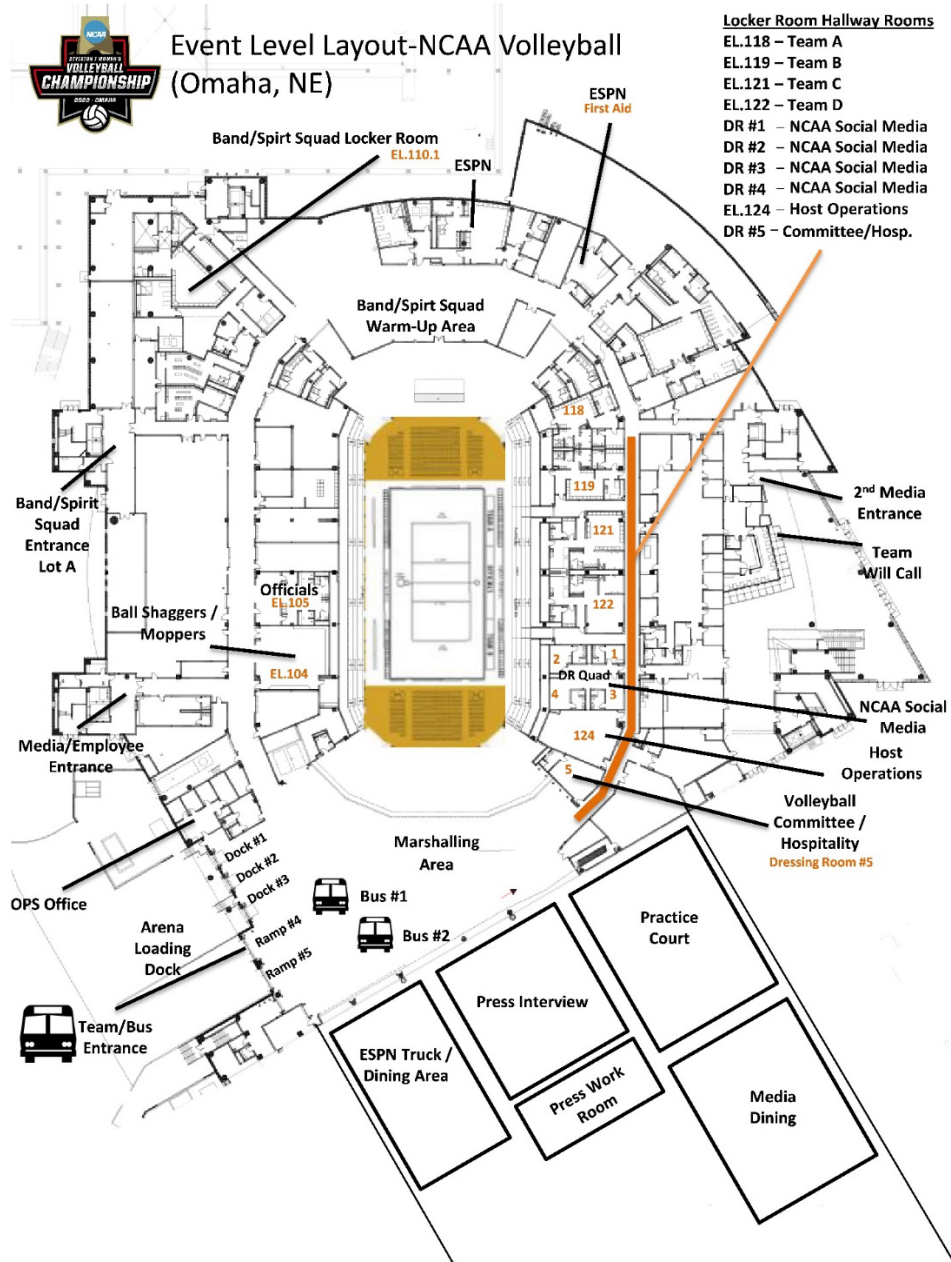 NCAA
DIVISION I WOMEN'S
VOLLEYBALL
CHAMPIONSHIP
Event Level Layout-NCAA Volleyball
(Omaha, NE)
Locker Room Hallway Rooms
EL.118 – Team A
EL.119 – Team B
EL.121 – Team C
EL.122 – Team D
DR #1 – NCAA Social Media
DR #2 – NCAA Social Media
DR #3 – NCAA Social Media
DR #4 – NCAA Social Media
EL.124 – Host Operations
DR #5 – Committee/Hosp.
ESPN
First Aid
Band/Spirt Squad Locker Room
EL.110.1
ESPN
Band/Spirt Squad
Warm-Up Area
118
119
121
122
Band/Spirit
Squad
Entrance
Lot A
2nd Media
Entrance
Team
Will Call
Officials
EL.105
Ball Shaggers /
Moppers
EL.104
2
1
DR Quad
4
3
NCAA Social
Media
124
Host
Operations
5
Media/Employee
Entrance
Volleyball
Committee /
Hospitality
Dressing Room #5
Marshalling
Area
OPS Office
Dock #1
Dock #2
Dock #3
Ramp #4
Ramp #5
Arena
Loading
Dock
Bus #1
Bus #2
Team/Bus
Entrance
Practice
Court
Press Interview
ESPN Truck /
Dining Area
Press Work
Room
Media
Dining